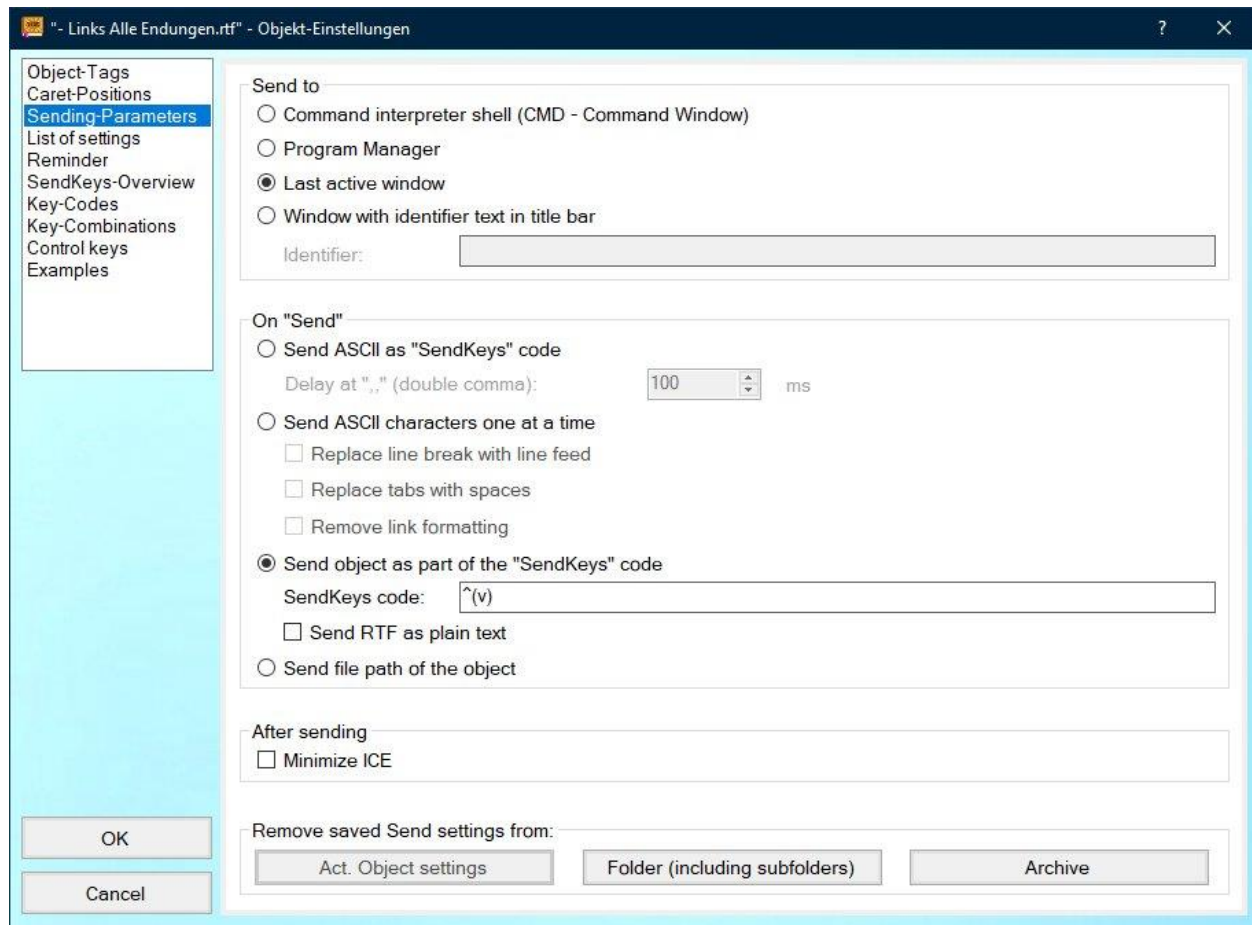 "- Links Alle Endungen.rtf" - Objekt-Einstellungen
?
Object-Tags
Caret-Positions
Sending-Parameters
List of settings
Reminder
SendKeys-Overview
Key-Codes
Key-Combinations
Control keys
Examples
OK
Cancel
Send to
Command interpreter shell (CMD - Command Window)
Program Manager
Last active window
Window with identifier text in title bar
Identifier:
On "Send"
Send ASCII as "SendKeys" code
Delay at ",," (double comma): 100 ms
Send ASCII characters one at a time
Replace line break with line feed
Replace tabs with spaces
Remove link formatting
Send object as part of the "SendKeys" code
SendKeys code: ^(v)
Send RTF as plain text
Send file path of the object
After sending
Minimize ICE
Remove saved Send settings from:
Act. Object settings Folder (including subfolders) Archive